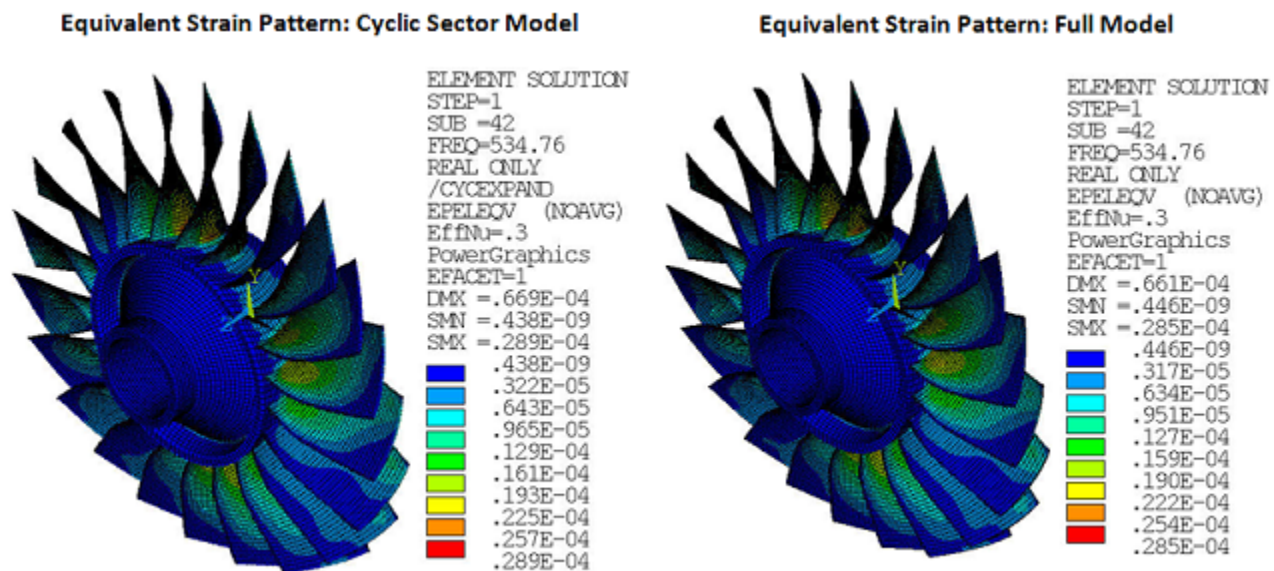 Equivalent Strain Pattern: Cyclic Sector Model
ELEMENT SOLUTION
STEP=1
SUB =42
FREQ=534.76
REAL ONLY
/CYCEXPAND
EPELEQV (NOAVG)
EffNu=.3
PowerGraphics
EFACET=1
DMX =.669E-04
SMN =.438E-09
SMX =.289E-04
.438E-09
.322E-05
.643E-05
.965E-05
.129E-04
.161E-04
.193E-04
.225E-04
.257E-04
.289E-04
Y
Z
Equivalent Strain Pattern: Full Model
ELEMENT SOLUTION
STEP=1
SUB =42
FREQ=534.76
REAL ONLY
EPELEQV (NOAVG)
EffNu=.3
PowerGraphics
EFACET=1
DMX =.661E-04
SMN =.446E-09
SMX =.285E-04
.446E-09
.317E-05
.634E-05
.951E-05
.127E-04
.159E-04
.190E-04
.222E-04
.254E-04
.285E-04
Y
Z